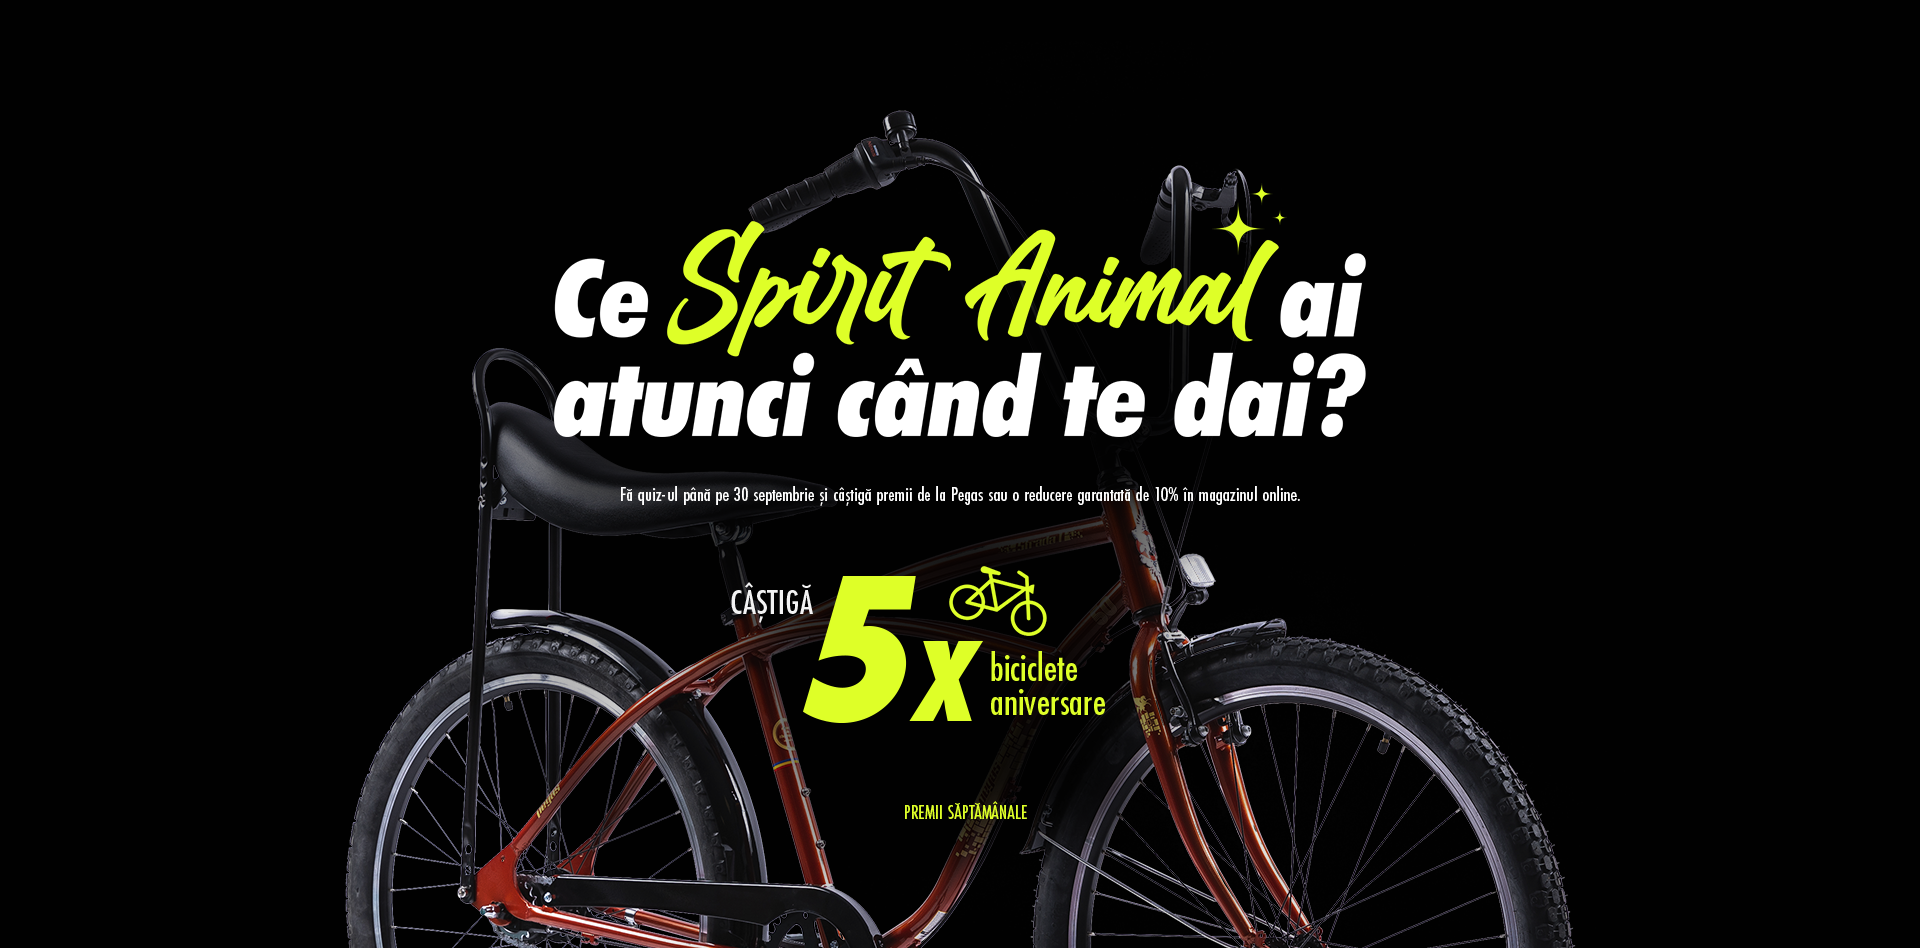 Ce Spirit Animal ai
atunci când te dai?
Fă quiz-ul până pe 30 septembrie și câștigă premii de la Pegas sau o reducere garantată de 10% în magazinul online.
CÂȘTIGĂ
5x
biciclete
aniversare
pegas
PREMII SĂPTĂMÂNALE